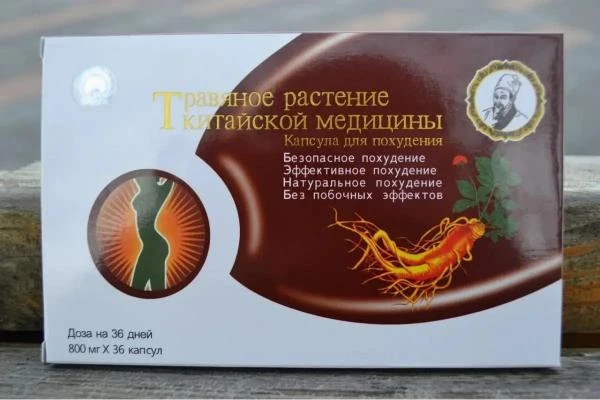 Травяное растение
китайской медицины
Капсула для похудения
Безопасное похудение
Эффективное похудение
Натуральное похудение
Без побочных эффектов
Доза на 36 дней
800 мг X 36 капсул